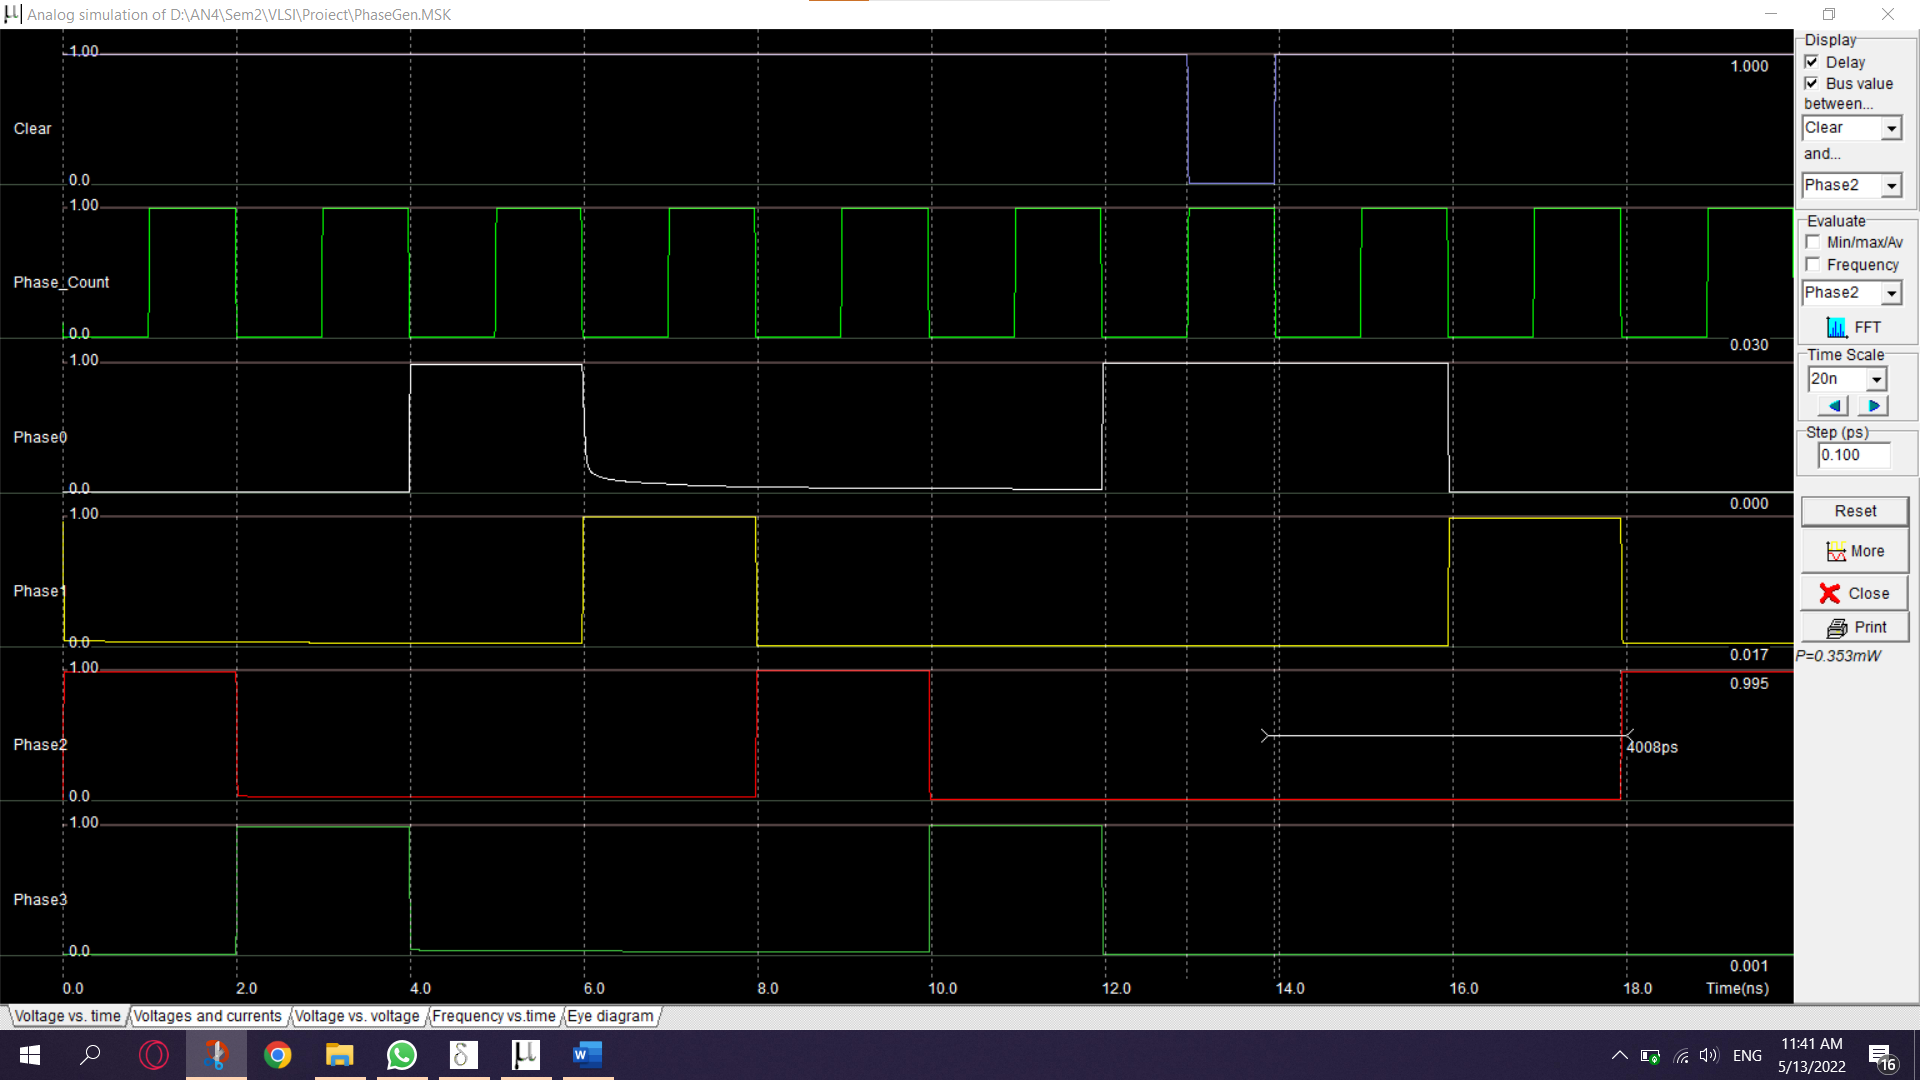 Analog simulation of D:\AN4\Sem2\VLSI\Proiect\PhaseGen.MSK
1.00
1.000
Clear
0.0
1.00
Phase_Count
0.0
0.030
1.00
Phase0
0.0
0.000
1.00
Phase1
0.0
0.017
1.00
0.995
Phase2
4008ps
0.0
1.00
Phase3
0.0
0.001
0.0 2.0 4.0 6.0 8.0 10.0 12.0 14.0 16.0 18.0 Time(ns)
Display
Delay
Bus value
between...
Clear
and...
Phase2
Evaluate
Min/max/Av
Frequency
Phase2
FFT
Time Scale
20n
Step (ps)
0.100
Reset
More
Close
Print
P=0.353mW
Voltage vs. time Voltages and currents Voltage vs. voltage Frequency vs.time Eye diagram
ENG
11:41 AM
5/13/2022
16